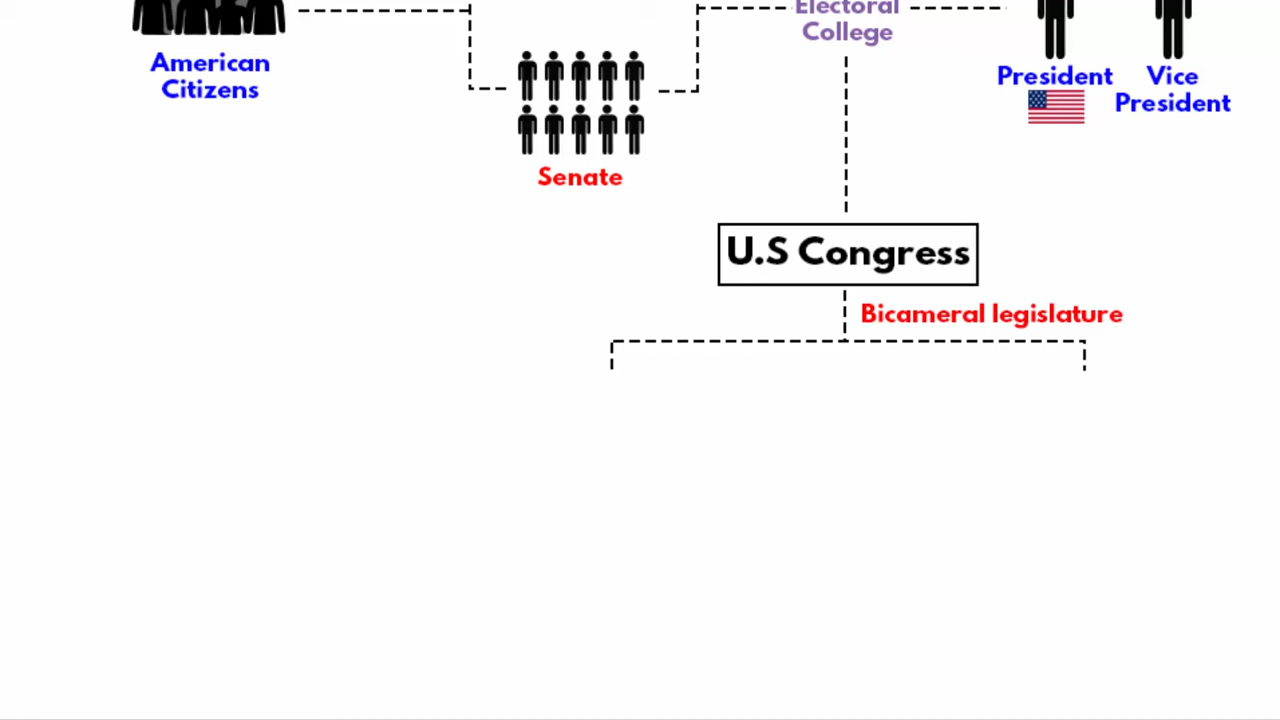 Electoral
College
American
Citizens
President
Vice
President
Senate
U.S Congress
Bicameral legislature